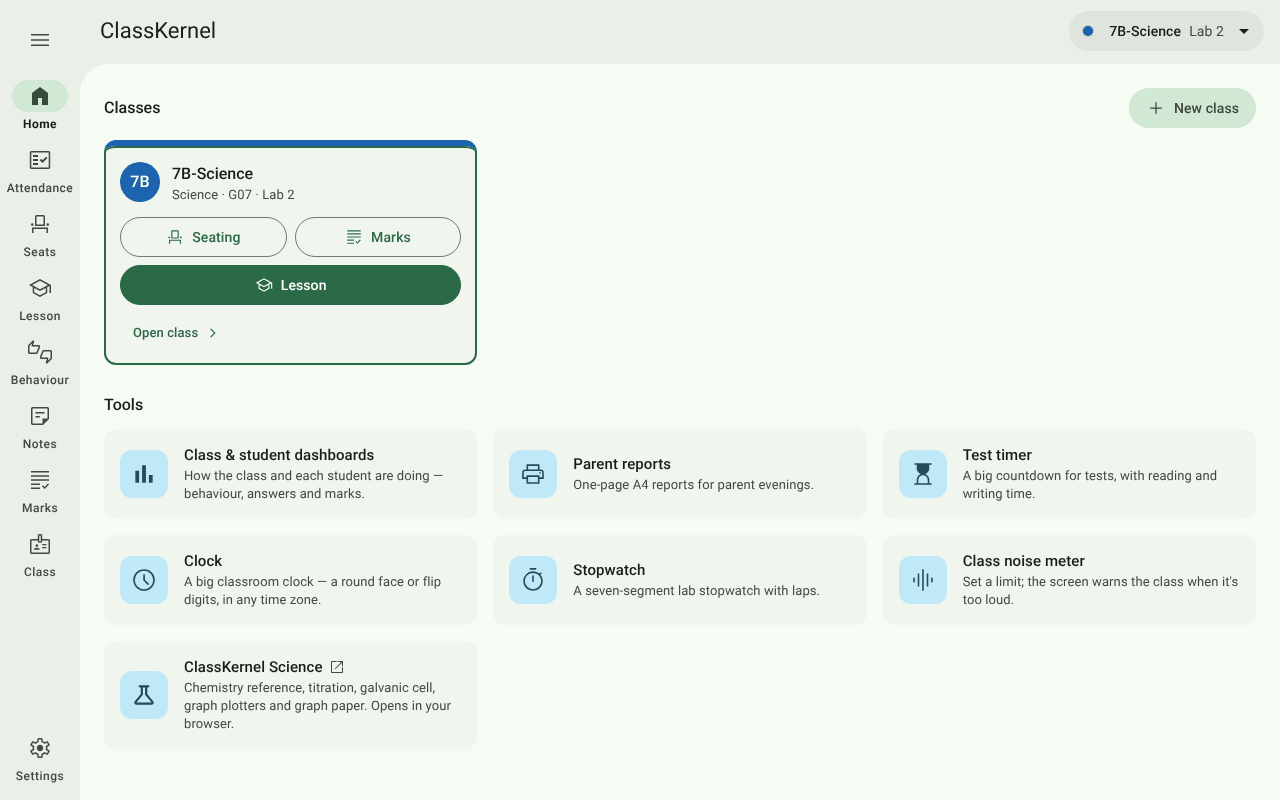 ClassKernel
7B-Science Lab 2
Home
Attendance
Seats
Lesson
Behaviour
Notes
Marks
Class
Settings
Classes
New class
7B
7B-Science
Science · G07 · Lab 2
Seating
Marks
Lesson
Open class
Tools
Class & student dashboards
How the class and each student are doing —
behaviour, answers and marks.
Parent reports
One-page A4 reports for parent evenings.
Test timer
A big countdown for tests, with reading and
writing time.
Clock
A big classroom clock — a round face or flip
digits, in any time zone.
Stopwatch
A seven-segment lab stopwatch with laps.
Class noise meter
Set a limit; the screen warns the class when it's
too loud.
ClassKernel Science
Chemistry reference, titration, galvanic cell,
graph plotters and graph paper. Opens in your
browser.